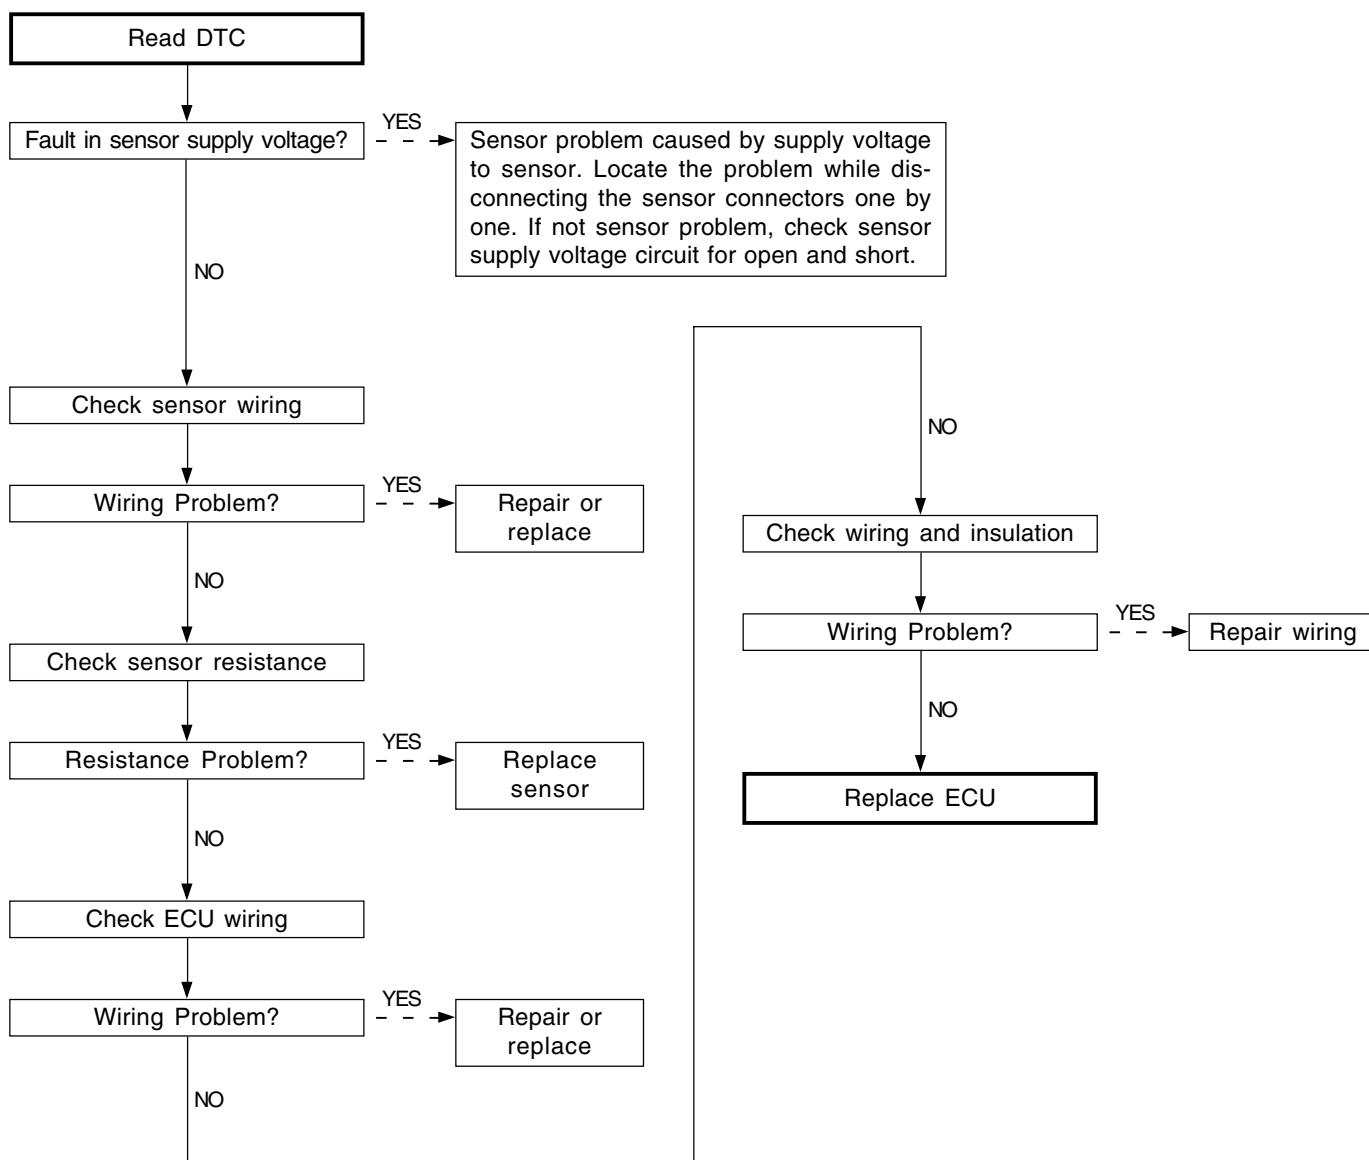 Read DTC
Fault in sensor supply voltage?
YES
Sensor problem caused by supply voltage
to sensor. Locate the problem while dis-
connecting the sensor connectors one by
one. If not sensor problem, check sensor
supply voltage circuit for open and short.
NO
Check sensor wiring
Wiring Problem?
YES
Repair or
replace
NO
Check sensor resistance
Resistance Problem?
YES
Replace
sensor
NO
Check ECU wiring
Wiring Problem?
YES
Repair or
replace
NO
NO
Check wiring and insulation
Wiring Problem?
YES
Repair wiring
NO
Replace ECU